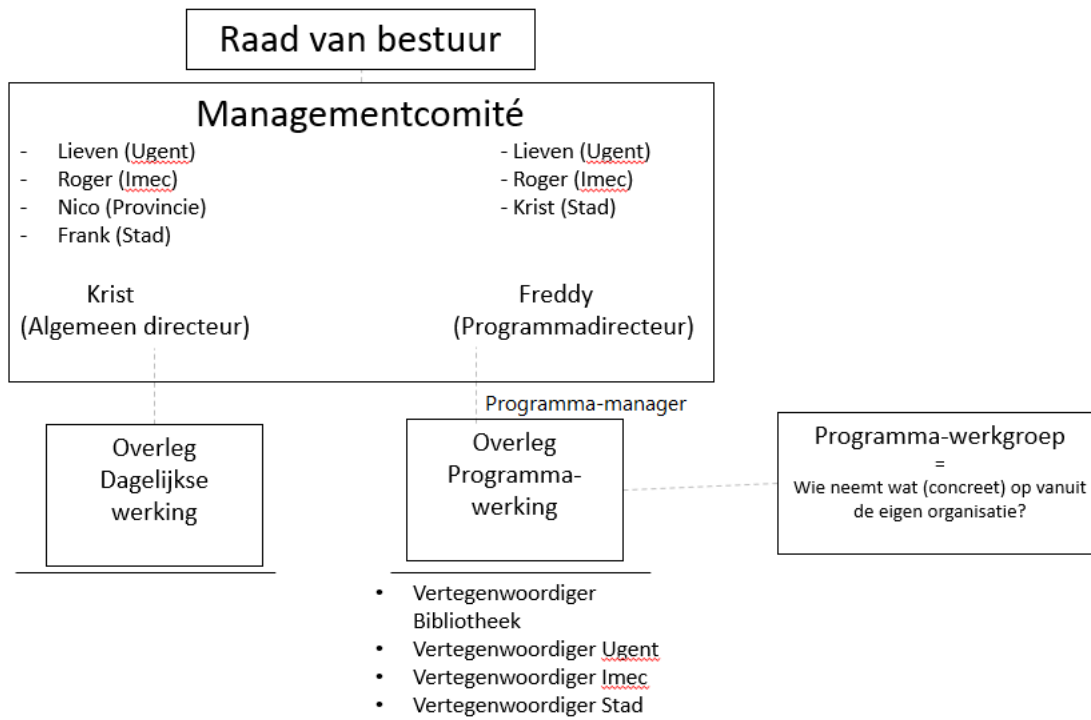 Raad van bestuur
Managementcomité
- Lieven (Ugent)
- Roger (Imec)
- Nico (Provincie)
- Frank (Stad)
- Lieven (Ugent)
- Roger (Imec)
- Krist (Stad)
Krist
(Algemeen directeur)
Freddy
(Programmadirecteur)
Programma-manager
Overleg
Dagelijkse
werking
Overleg
Programma-
werking
Programma-werkgroep
=
Wie neemt wat (concreet) op vanuit
de eigen organisatie?
• Vertegenwoordiger
Bibliotheek
• Vertegenwoordiger Ugent
• Vertegenwoordiger Imec
• Vertegenwoordiger Stad